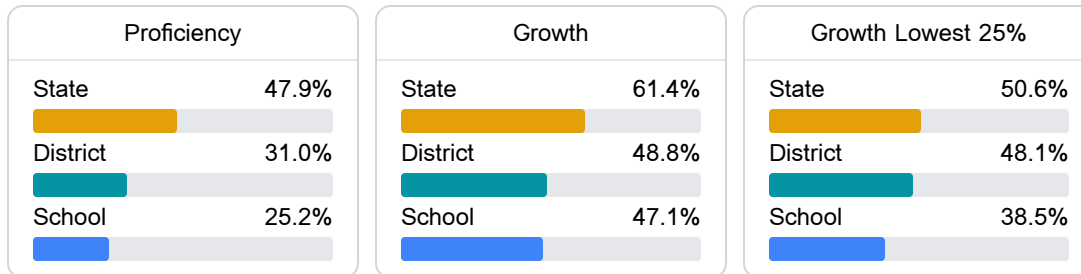 Proficiency
State 47.9%
District 31.0%
School 25.2%
Growth
State 61.4%
District 48.8%
School 47.1%
Growth Lowest 25%
State 50.6%
District 48.1%
School 38.5%